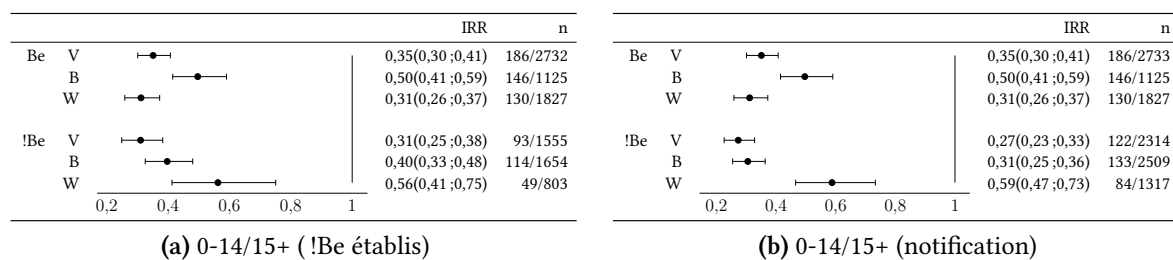 IRR n
Be V 0,35(0,30 ;0,41) 186/2732
B 0,50(0,41 ;0,59) 146/1125
W 0,31(0,26 ;0,37) 130/1827
!Be V 0,31(0,25 ;0,38) 93/1555
B 0,40(0,33 ;0,48) 114/1654
W 0,56(0,41 ;0,75) 49/803
0,2 0,4 0,6 0,8 1
(a) 0-14/15+ ( !Be établis)
IRR n
Be V 0,35(0,30 ;0,41) 186/2733
B 0,50(0,41 ;0,59) 146/1125
W 0,31(0,26 ;0,37) 130/1827
!Be V 0,27(0,23 ;0,33) 122/2314
B 0,31(0,25 ;0,36) 133/2509
W 0,59(0,47 ;0,73) 84/1317
0,2 0,4 0,6 0,8 1
(b) 0-14/15+ (notification)